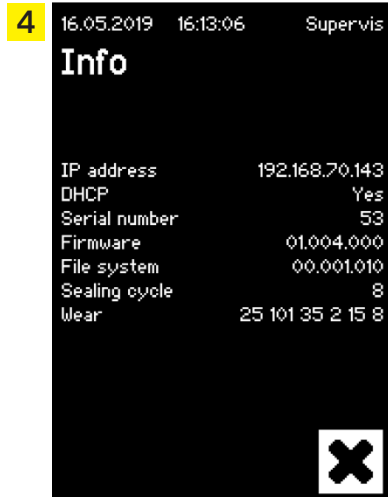 4
16.05.2019 16:13:06 Supervis
Info
IP address 192.168.70.143
DHCP Yes
Serial number 53
Firmware 01.004.000
File system 00.001.010
Sealing cycle 8
Wear 25 101 35 2 15 8